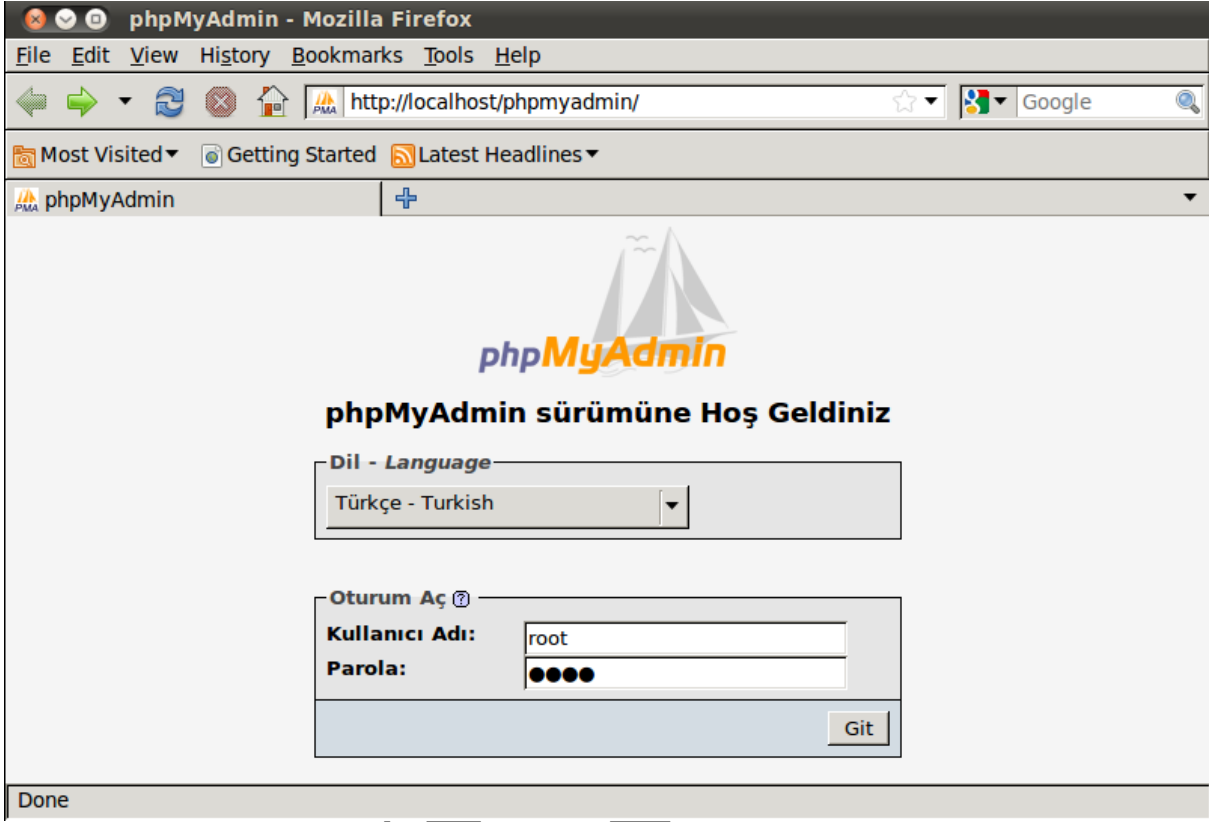 phpMyAdmin - Mozilla Firefox
File Edit View History Bookmarks Tools Help
PMA http://localhost/phpmyadmin/ Google
Most Visited Getting Started Latest Headlines
PMA phpMyAdmin
phpMyAdmin
phpMyAdmin sürümüne Hoş Geldiniz
Dil - Language
Türkçe - Turkish
Oturum Aç ?
Kullanıcı Adı: root
Parola: ●●●●
Git
Done